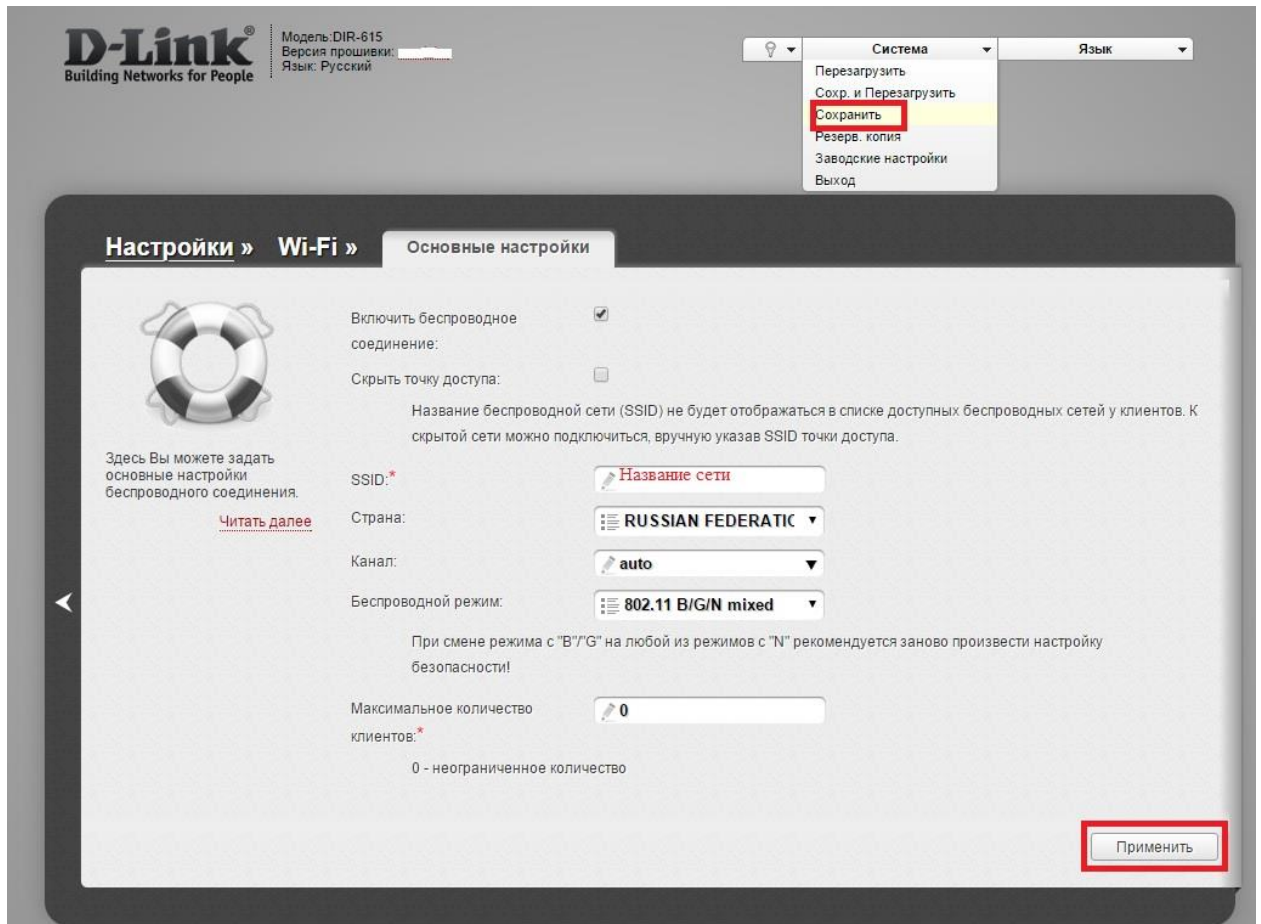 D-Link®
Building Networks for People
Модель:DIR-615
Версия прошивки:
Язык: Русский
Система
Язык
Перезагрузить
Сохр. и Перезагрузить
Сохранить
Резерв. копия
Заводские настройки
Выход
Настройки » Wi-Fi » Основные настройки
Включить беспроводное
соединение:
Скрыть точку доступа:
Название беспроводной сети (SSID) не будет отображаться в списке доступных беспроводных сетей у клиентов. К
скрытой сети можно подключиться, вручную указав SSID точки доступа.
Здесь Вы можете задать
основные настройки
беспроводного соединения.
Читать далее
SSID:* Название сети
Страна: RUSSIAN FEDERATIC
Канал: auto
Беспроводной режим: 802.11 B/G/N mixed
При смене режима с "B"/"G" на любой из режимов с "N" рекомендуется заново произвести настройку
безопасности!
Максимальное количество
клиентов:* 0
0 - неограниченное количество
Применить